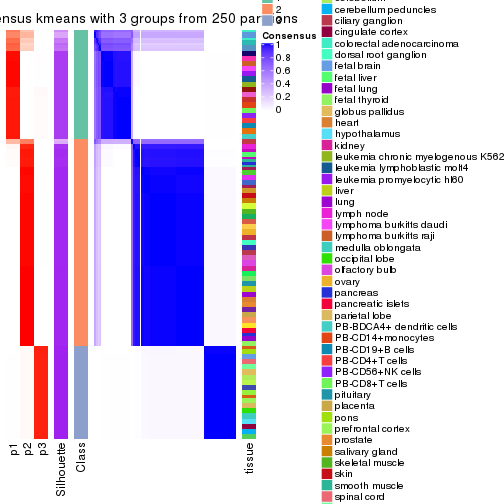 ensus kmeans with 3 groups from 250 partitions
2
Consensus
1
0.8
0.6
0.4
0.2
0
p1
p2
p3
Silhouette
Class
tissue
cerebellum peduncles
ciliary ganglion
cingulate cortex
colorectal adenocarcinoma
dorsal root ganglion
fetal brain
fetal liver
fetal lung
fetal thyroid
globus pallidus
heart
hypothalamus
kidney
leukemia chronic myelogenous K562
leukemia lymphoblastic molt4
leukemia promyelocytic hl60
liver
lung
lymph node
lymphoma burkitts daudi
lymphoma burkitts raji
medulla oblongata
occipital lobe
olfactory bulb
ovary
pancreas
pancreatic islets
parietal lobe
PB-BDCA4+ dendritic cells
PB-CD14+monocytes
PB-CD19+B cells
PB-CD4+T cells
PB-CD56+NK cells
PB-CD8+T cells
pituitary
placenta
pons
prefrontal cortex
prostate
salivary gland
skeletal muscle
skin
smooth muscle
spinal cord